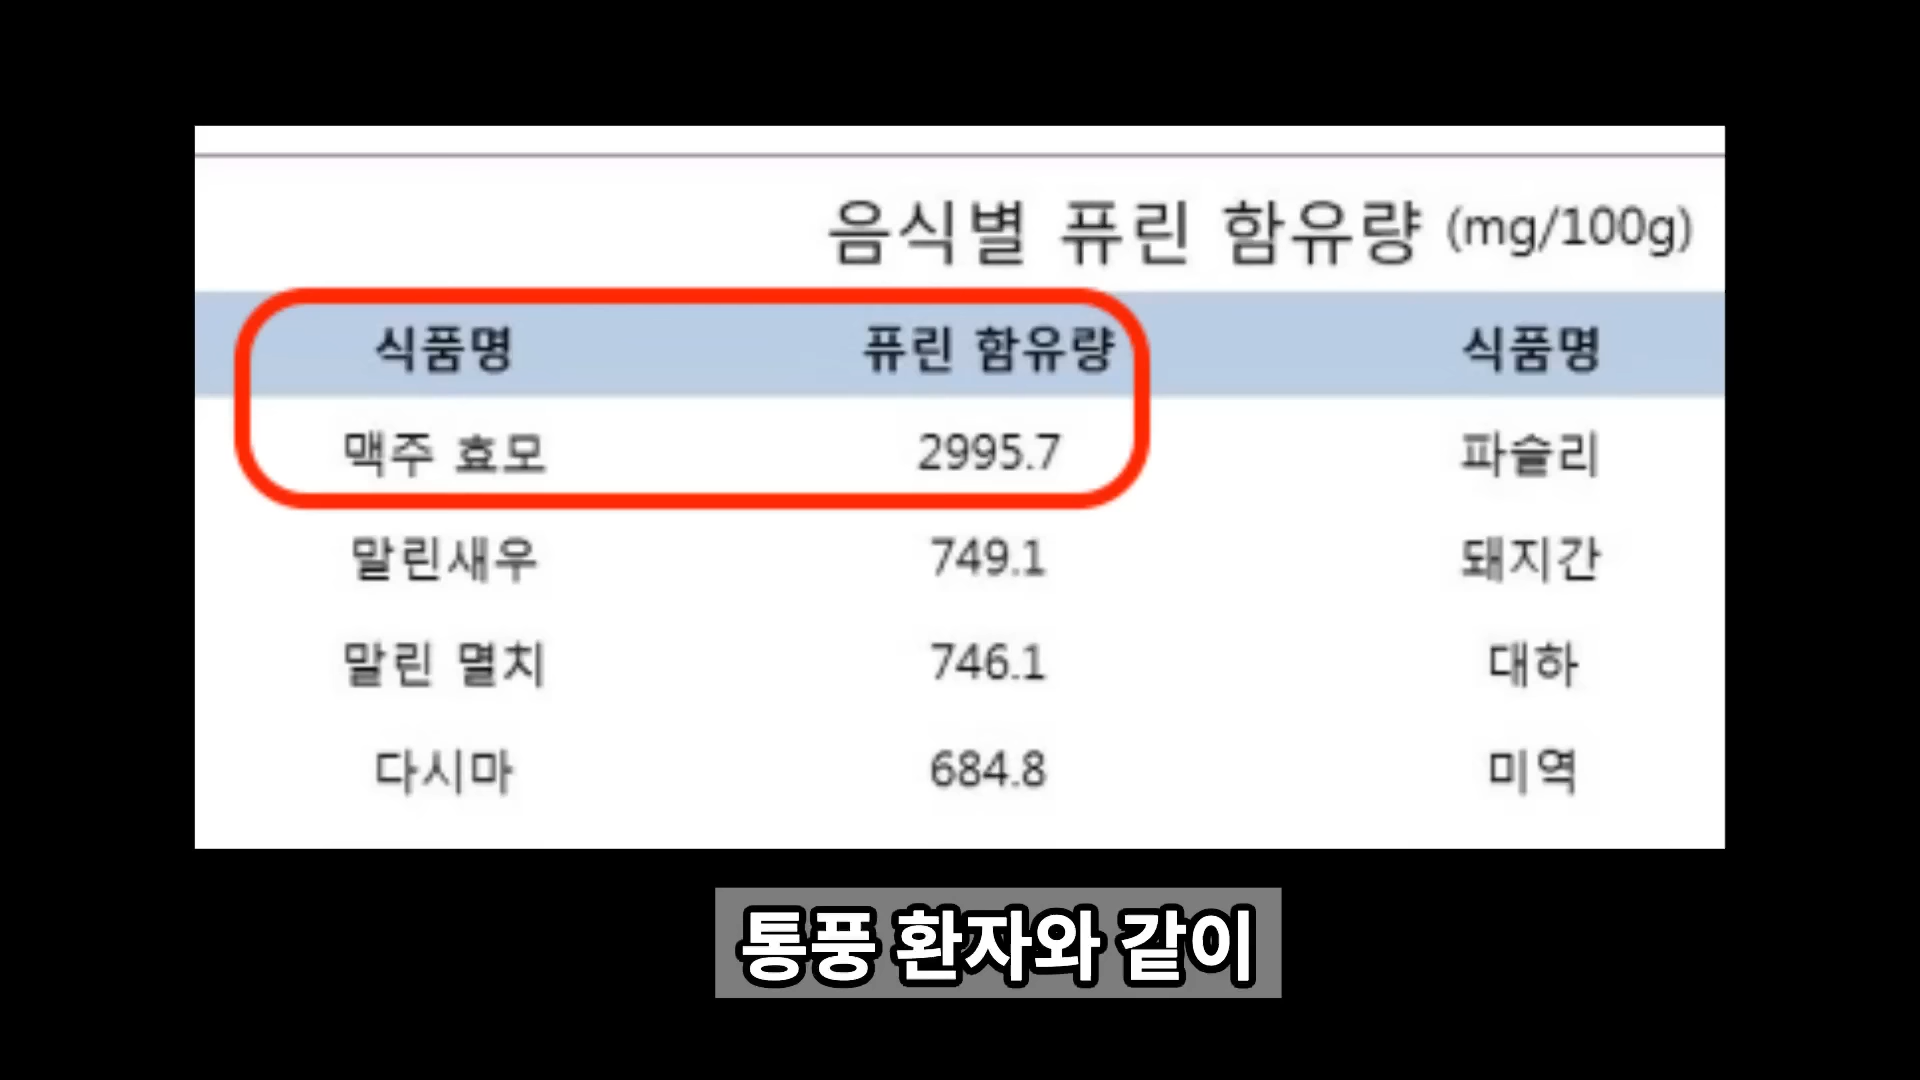 음식별 퓨린 함유량 (mg/100g)
식품명 퓨린 함유량 식품명
맥주 효모 2995.7 파슬리
말린새우 749.1 돼지간
말린 멸치 746.1 대하
다시마 684.8 미역
통풍 환자와 같이